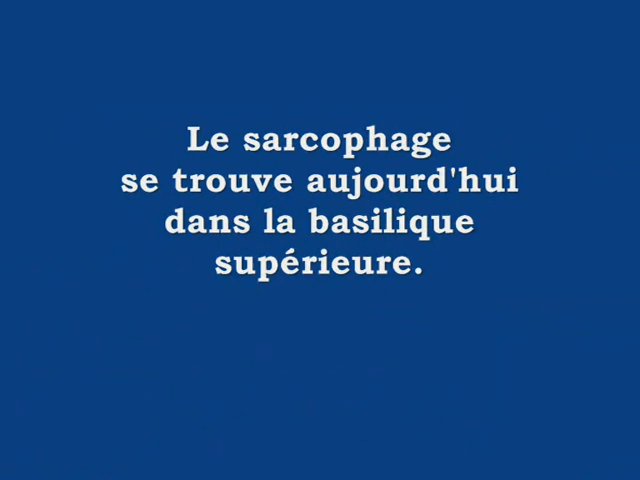 Le sarcophage
se trouve aujourd'hui
dans la basilique
supérieure.